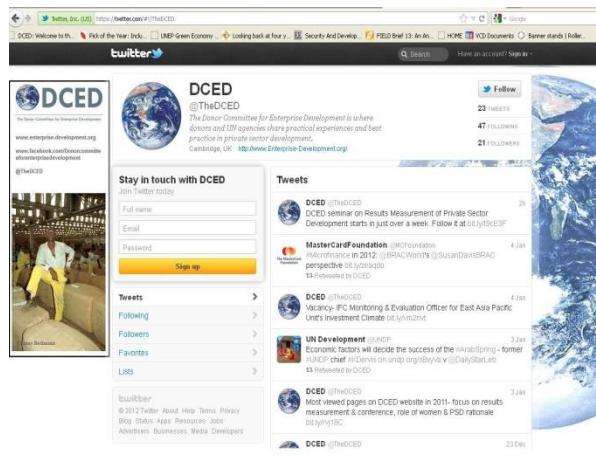 Twitter, Inc. (US) https://twitter.com/#!/TheDCED
Google
DCED: Welcome to th...
Pick of the Year: Indu...
UNEP Green Economy ...
Looking back at four y...
Security And Develop...
FIELD Brief 13: An An...
HOME
VCD Documents
Banner stands | Roller...
twitter
Search
Have an account? Sign in
DCED
The Donor Committee for Enterprise Development
www.enterprise-development.org
www.facebook.com/Donorcommitte
eforenterprisedevelopment
@TheDCED
DCED
@TheDCED
The Donor Committee for Enterprise Development is where
donors and UN agencies share practical experiences and best
practice in private sector development.
Cambridge, UK http://www.Enterprise-Development.org/
Follow
23 TWEETS
47 FOLLOWING
21 FOLLOWERS
Stay in touch with DCED
Join Twitter today
Full name
Email
Password
Sign up
Tweets
Following
Followers
Favorites
Lists
twitter
© 2012 Twitter About Help Terms Privacy
Blog Status Apps Resources Jobs
Advertisers Businesses Media Developers
Tweets
DCED @TheDCED 2h
DCED seminar on Results Measurement of Private Sector
Development starts in just over a week. Follow it at
MasterCardFoundation @MCFoundation 4 Jan
#Microfinance in 2012: @BRACWorld's @SusanDavisBRAC
perspective
Retweeted by DCED
DCED @TheDCED 4 Jan
Vacancy- IFC Monitoring & Evaluation Officer for East Asia Pacific
Unit's Investment Climate
UN Development @UNDP 3 Jan
Economic factors will decide the success of the #ArabSpring - former
#UNDP chief #KDervis on v @DailyStarLeb
Retweeted by DCED
DCED @TheDCED 3 Jan
Most viewed pages on DCED website in 2011- focus on results
measurement & conference, role of women & PSD rationale
DCED @TheDCED 23 Dec